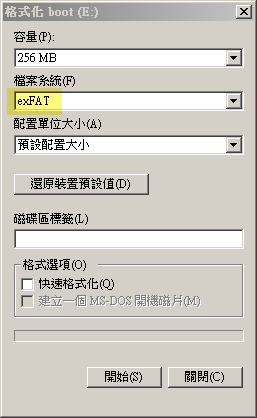 格式化 boot (E:)
容量(P):
256 MB
檔案系統(F)
exFAT
配置單位大小(A)
預設配置大小
還原裝置預設值(D)
磁碟區標籤(L)
格式選項(O)
快速格式化(Q)
建立一個 MS-DOS 開機磁片(M)
開始(S)
關閉(C)